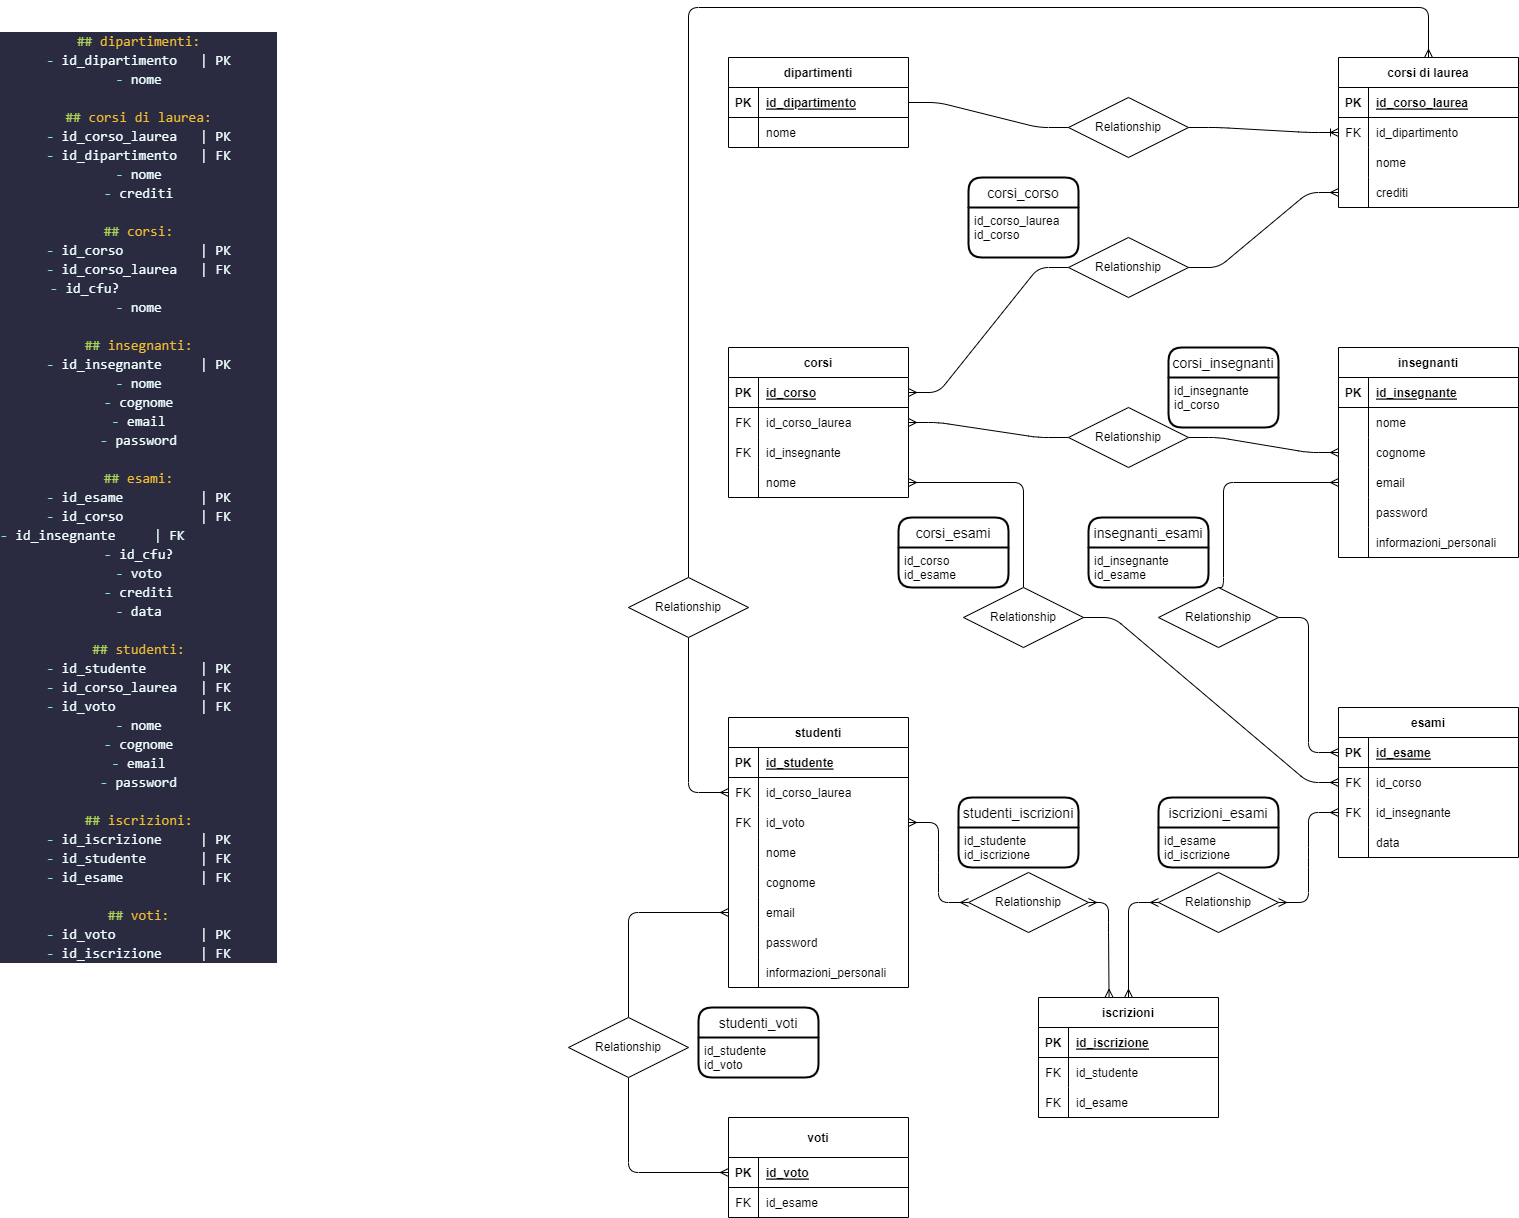 ## dipartimenti:
- id_dipartimento | PK
- nome
## corsi di laurea:
- id_corso_laurea | PK
- id_dipartimento | FK
- nome
- crediti
## corsi:
- id_corso | PK
- id_corso_laurea | FK
- id_cfu?
- nome
## insegnanti:
- id_insegnante | PK
- nome
- cognome
- email
- password
## esami:
- id_esame | PK
- id_corso | FK
- id_insegnante | FK
- id_cfu?
- voto
- crediti
- data
## studenti:
- id_studente | PK
- id_corso_laurea | FK
- id_voto | FK
- nome
- cognome
- email
- password
## iscrizioni:
- id_iscrizione | PK
- id_studente | FK
- id_esame | FK
## voti:
- id_voto | PK
- id_iscrizione | FK
dipartimenti
PK id_dipartimento
nome
Relationship
corsi di laurea
PK id_corso_laurea
FK id_dipartimento
nome
crediti
corsi_corso
id_corso_laurea
id_corso
Relationship
corsi
PK id_corso
FK id_corso_laurea
FK id_insegnante
nome
corsi_insegnanti
id_insegnante
id_corso
Relationship
insegnanti
PK id_insegnante
nome
cognome
email
password
informazioni_personali
corsi_esami
id_corso
id_esame
Relationship
insegnanti_esami
id_insegnante
id_esame
Relationship
Relationship
studenti
PK id_studente
FK id_corso_laurea
FK id_voto
nome
cognome
email
password
informazioni_personali
esami
PK id_esame
FK id_corso
FK id_insegnante
data
studenti_iscrizioni
id_studente
id_iscrizione
Relationship
iscrizioni_esami
id_esame
id_iscrizione
Relationship
iscrizioni
PK id_iscrizione
FK id_studente
FK id_esame
Relationship
studenti_voti
id_studente
id_voto
voti
PK id_voto
FK id_esame